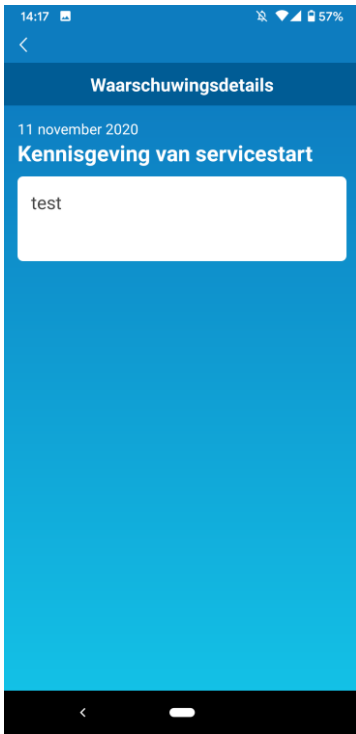 14:17 57%
Waarschuwingsdetails
11 november 2020
Kennisgeving van servicestart
test